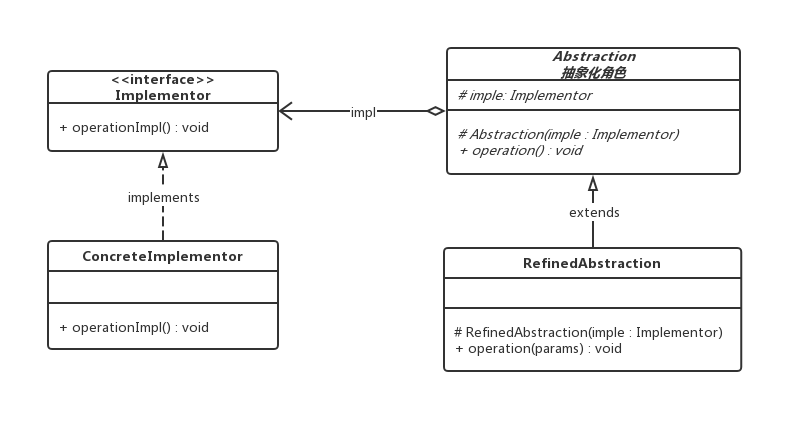 <<interface>>
Implementor
+ operationImpl() : void
implements
ConcreteImplementor
+ operationImpl() : void
impl
Abstraction
抽象化角色
# imple: Implementor
# Abstraction(imple : Implementor)
+ operation() : void
extends
RefinedAbstraction
# RefinedAbstraction(imple : Implementor)
+ operation(params) : void